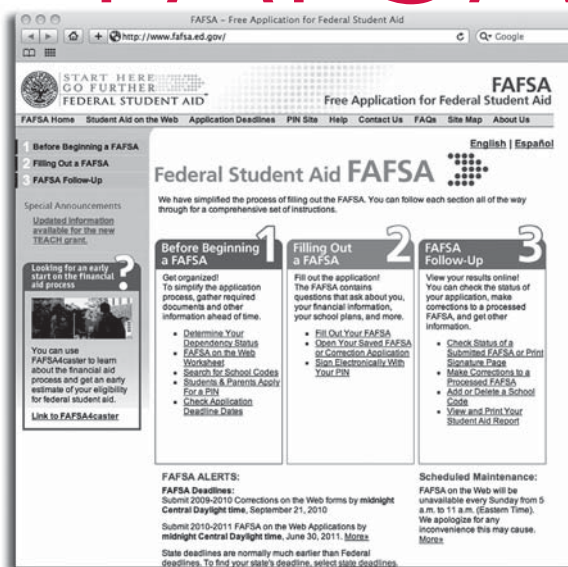 FAFSA – Free Application for Federal Student Aid
http://www.fafsa.ed.gov/
Google
START HERE
GO FURTHER
FEDERAL STUDENT AID
FAFSA
Free Application for Federal Student Aid
FAFSA Home Student Aid on the Web Application Deadlines PIN Site Help Contact Us FAQs Site Map About Us
English | Español
1 Before Beginning a FAFSA
2 Filling Out a FAFSA
3 FAFSA Follow-Up
Special Announcements
Updated Information
available for the new
TEACH grant.
Looking for an early
start on the financial
aid process
?
You can use
FAFSA4caster to learn
about the financial aid
process and get an early
estimate of your eligibility
for federal student aid.
Link to FAFSA4caster
Federal Student Aid FAFSA
We have simplified the process of filling out the FAFSA. You can follow each section all of the way
through for a comprehensive set of instructions.
Before Beginning
a FAFSA
1
Get organized!
To simplify the application
process, gather required
documents and other
information ahead of time.
Determine Your
Dependency Status
FAFSA on the Web
Worksheet
Search for School Codes
Students & Parents Apply
For a PIN
Check Application
Deadline Dates
Filling Out
a FAFSA
2
Fill out the application!
The FAFSA contains
questions that ask about you,
your financial information,
your school plans, and more.
Fill Out Your FAFSA
Open Your Saved FAFSA
or Correction Application
Sign Electronically With
Your PIN
FAFSA
Follow-Up
3
View your results online!
You can check the status of
your application, make
corrections to a processed
FAFSA, and get other
information.
Check Status of a
Submitted FAFSA or Print
Signature Page
Make Corrections to a
Processed FAFSA
Add or Delete a School
Code
View and Print Your
Student Aid Report
FAFSA ALERTS:
FAFSA Deadlines:
Submit 2009-2010 Corrections on the Web forms by midnight
Central Daylight time, September 21, 2010
Submit 2010-2011 FAFSA on the Web Applications by
midnight Central Daylight time, June 30, 2011. More»
State deadlines are normally much earlier than Federal
deadlines. To find your state's deadline, select state deadlines.
Scheduled Maintenance:
FAFSA on the Web will be
unavailable every Sunday from 5
a.m. to 11 a.m. (Eastern Time).
We apologize for any
inconvenience this may cause.
More»